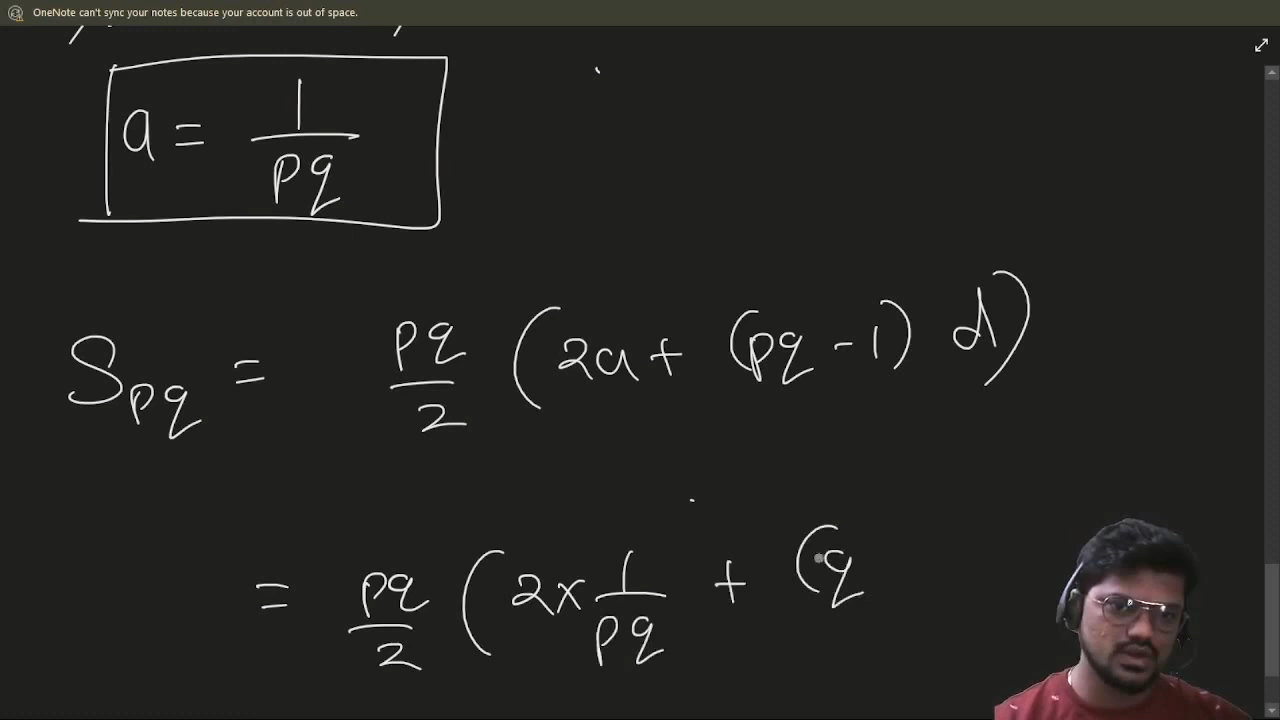 OneNote can't sync your notes because your account is out of space.
a = 1/pq
Spq = pq/2 (2a + (pq - 1) d)
= pq/2 (2 x 1/pq + (q